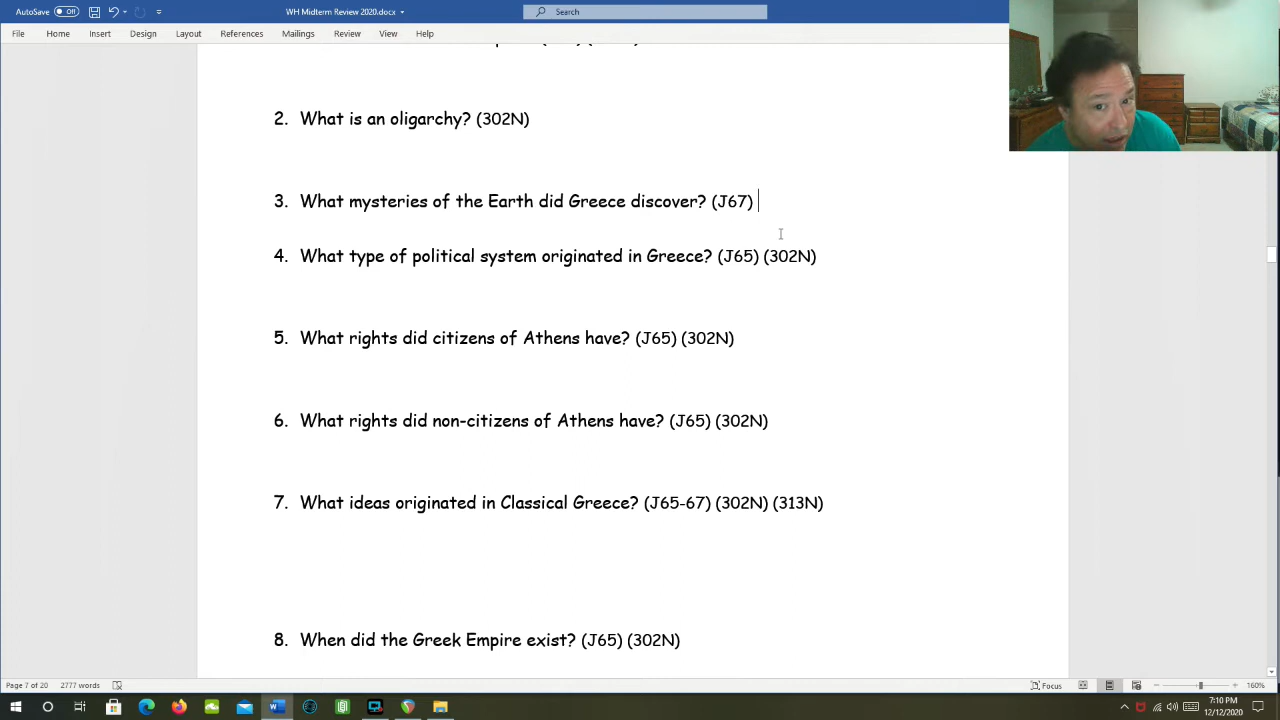 AutoSave Off
WH Midterm Review 2020.docx
Search
File Home Insert Design Layout References Mailings Review View Help
2. What is an oligarchy? (302N)
3. What mysteries of the Earth did Greece discover? (J67)
4. What type of political system originated in Greece? (J65) (302N)
5. What rights did citizens of Athens have? (J65) (302N)
6. What rights did non-citizens of Athens have? (J65) (302N)
7. What ideas originated in Classical Greece? (J65-67) (302N) (313N)
8. When did the Greek Empire exist? (J65) (302N)
Page 7 of 20 2777 words Focus 160%
7:10 PM
12/12/2020